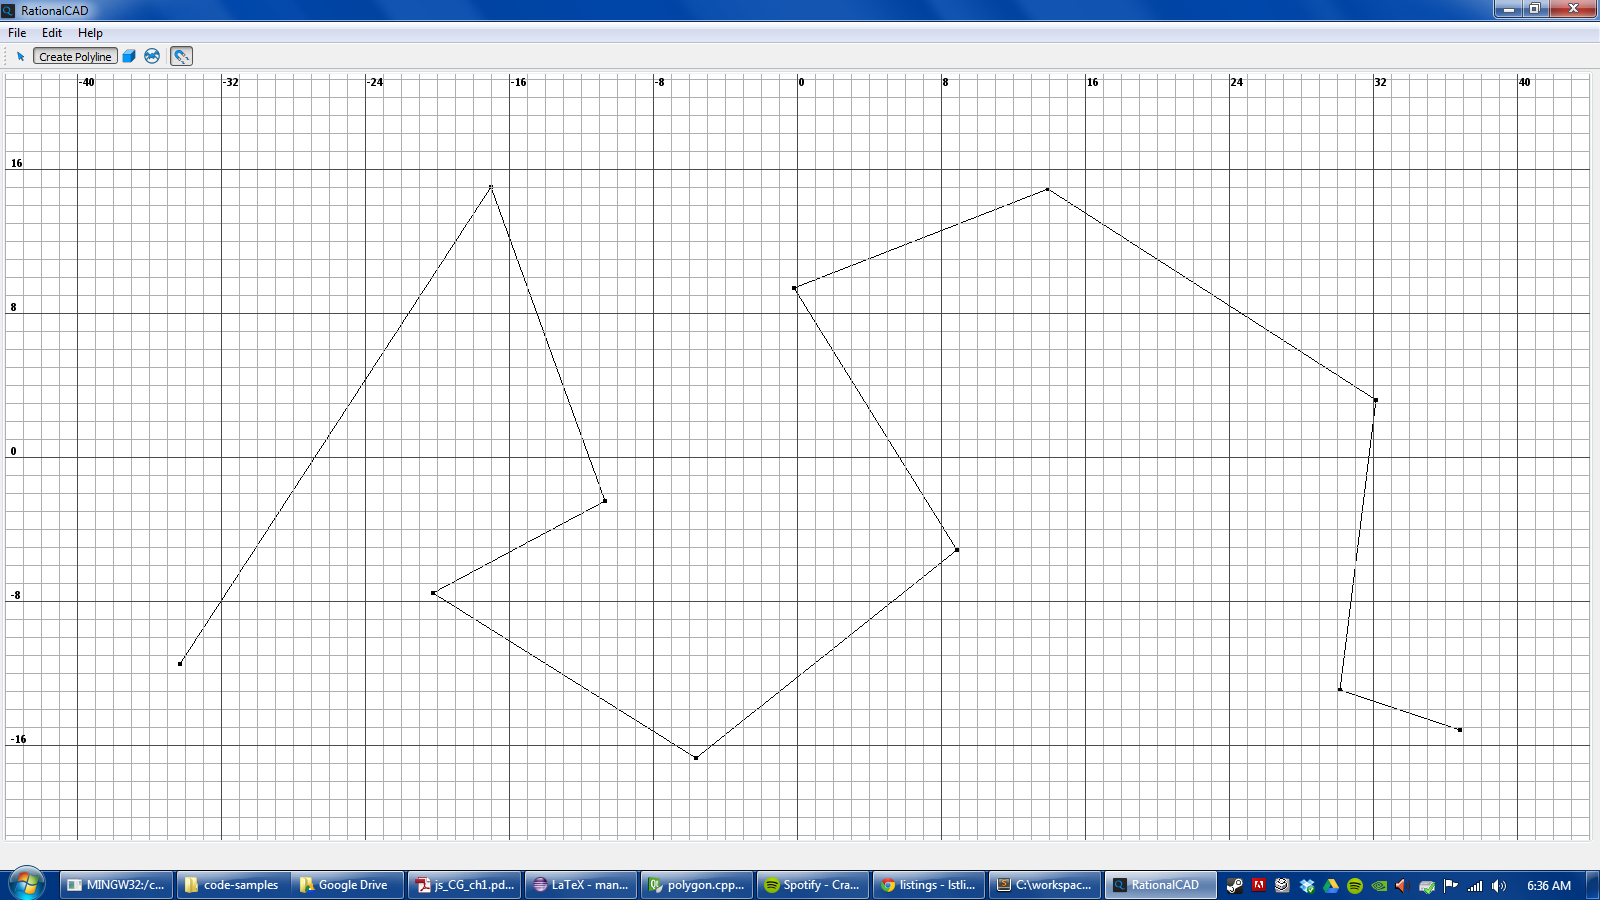 RationalCAD
File Edit Help
Create Polyline
-40 -32 -24 -16 -8 0 8 16 24 32 40
16
8
0
-8
-16
MINGW32:/c... code-samples Google Drive js_CG_ch1.pd... LaTeX - man... polygon.cpp... Spotify - Cra... listings - lstli... C:\workspac... RationalCAD 6:36 AM